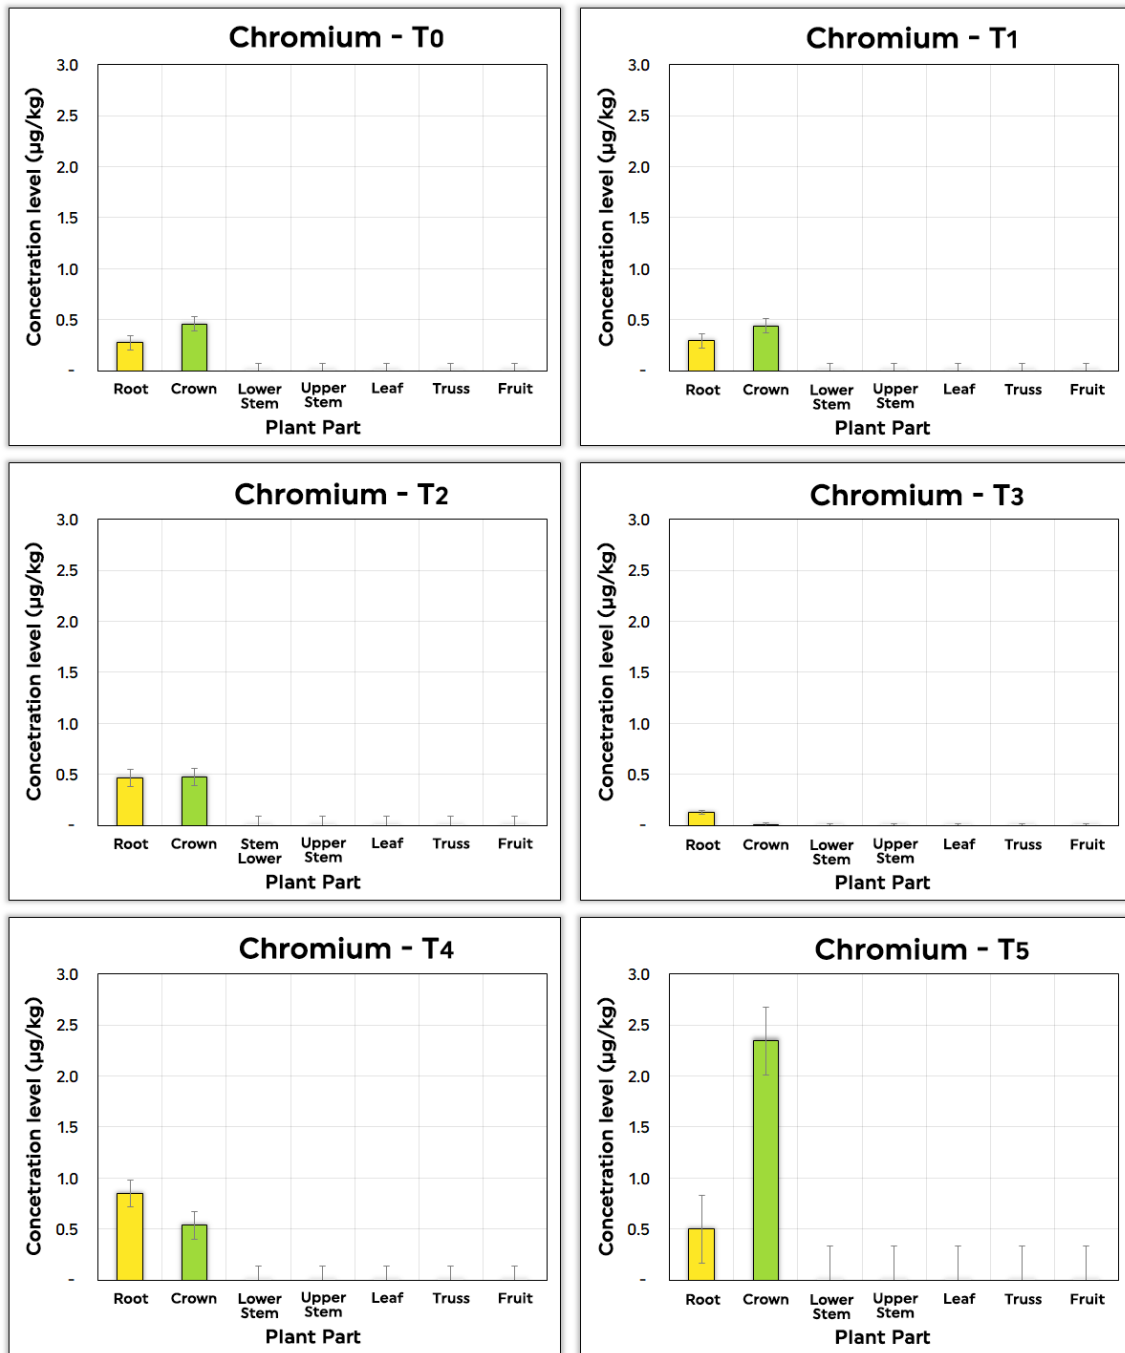 Chromium - T0
Concetration level (µg/kg)
3.0
2.5
2.0
1.5
1.0
0.5
-
Root Crown Lower Stem Upper Stem Leaf Truss Fruit
Plant Part
Chromium - T1
Concetration level (µg/kg)
3.0
2.5
2.0
1.5
1.0
0.5
-
Root Crown Lower Stem Upper Stem Leaf Truss Fruit
Plant Part
Chromium - T2
Concetration level (µg/kg)
3.0
2.5
2.0
1.5
1.0
0.5
-
Root Crown Stem Lower Upper Stem Leaf Truss Fruit
Plant Part
Chromium - T3
Concetration level (µg/kg)
3.0
2.5
2.0
1.5
1.0
0.5
-
Root Crown Lower Stem Upper Stem Leaf Truss Fruit
Plant Part
Chromium - T4
Concetration level (µg/kg)
3.0
2.5
2.0
1.5
1.0
0.5
-
Root Crown Lower Stem Upper Stem Leaf Truss Fruit
Plant Part
Chromium - T5
Concetration level (µg/kg)
3.0
2.5
2.0
1.5
1.0
0.5
-
Root Crown Lower Stem Upper Stem Leaf Truss Fruit
Plant Part